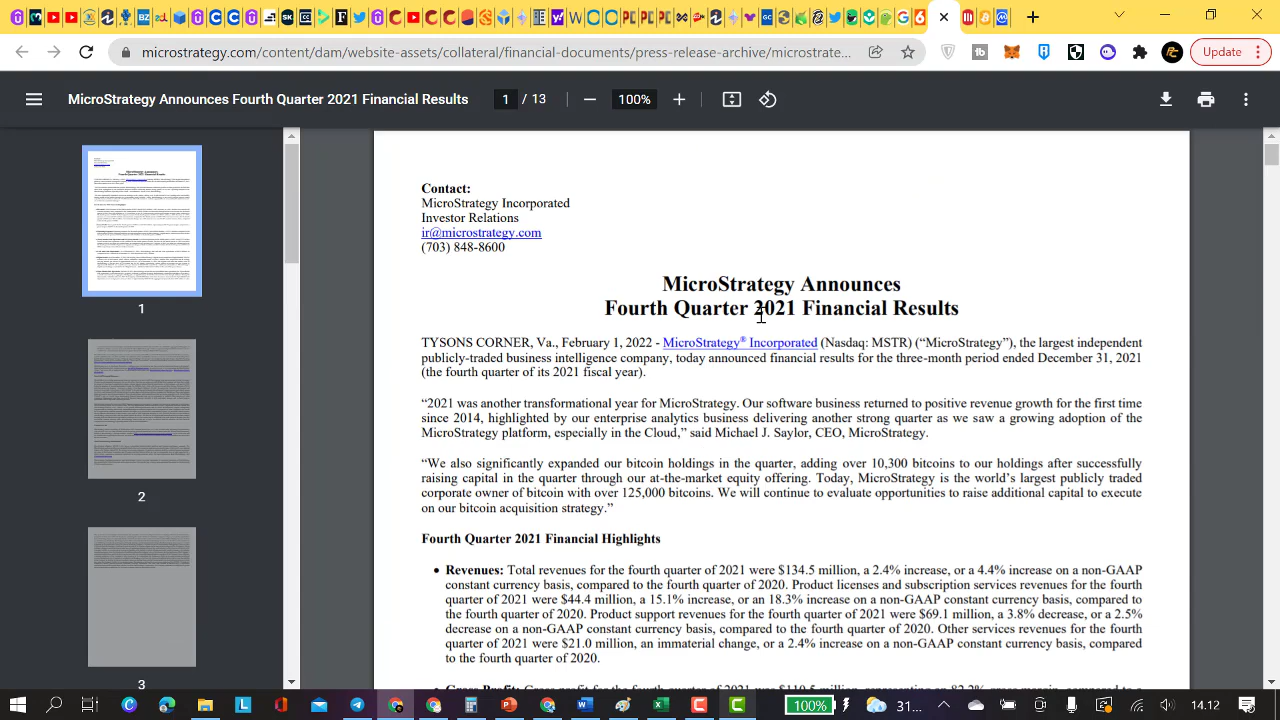 microstrategy.com/content/dam/website-assets/collateral/financial-documents/press-release-archive/microstrate...
Update
MicroStrategy Announces Fourth Quarter 2021 Financial Results
1 / 13
100%
Contact:
MicroStrategy Incorporated
Investor Relations
ir@microstrategy.com
(703) 848-8600
MicroStrategy Announces
Fourth Quarter 2021 Financial Results
TYSONS CORNER, Va., February 1, 2022 - MicroStrategy® Incorporated (Nasdaq: MSTR) (“MicroStrategy”), the largest independent
publicly-traded business intelligence company, today announced financial results for the three-month period ended December 31, 2021
(the fourth quarter of its 2021 fiscal year).
“2021 was another transformational year for MicroStrategy. Our software business returned to positive revenue growth for the first time
since 2014, highlighted by our enterprise analytics business delivering another strong quarter as we saw a growing adoption of the
MicroStrategy platform, especially in the Cloud,” said Michael J. Saylor, CEO, MicroStrategy.
“We also significantly expanded our bitcoin holdings in the quarter, adding over 10,300 bitcoins to our holdings after successfully
raising capital in the quarter through our at-the-market equity offering. Today, MicroStrategy is the world’s largest publicly traded
corporate owner of bitcoin with over 125,000 bitcoins. We will continue to evaluate opportunities to raise additional capital to execute
on our bitcoin acquisition strategy.”
Fourth Quarter 2021 Financial Highlights
• Revenues: Total revenues for the fourth quarter of 2021 were $134.5 million, a 2.4% increase, or a 4.4% increase on a non-GAAP
constant currency basis, compared to the fourth quarter of 2020. Product licenses and subscription services revenues for the fourth
quarter of 2021 were $44.4 million, a 15.1% increase, or an 18.3% increase on a non-GAAP constant currency basis, compared to
the fourth quarter of 2020. Product support revenues for the fourth quarter of 2021 were $69.1 million, a 3.8% decrease, or a 2.5%
decrease on a non-GAAP constant currency basis, compared to the fourth quarter of 2020. Other services revenues for the fourth
quarter of 2021 were $21.0 million, an immaterial change, or a 2.4% increase on a non-GAAP constant currency basis, compared
to the fourth quarter of 2020.
1
2
3
100%
31...
14.12